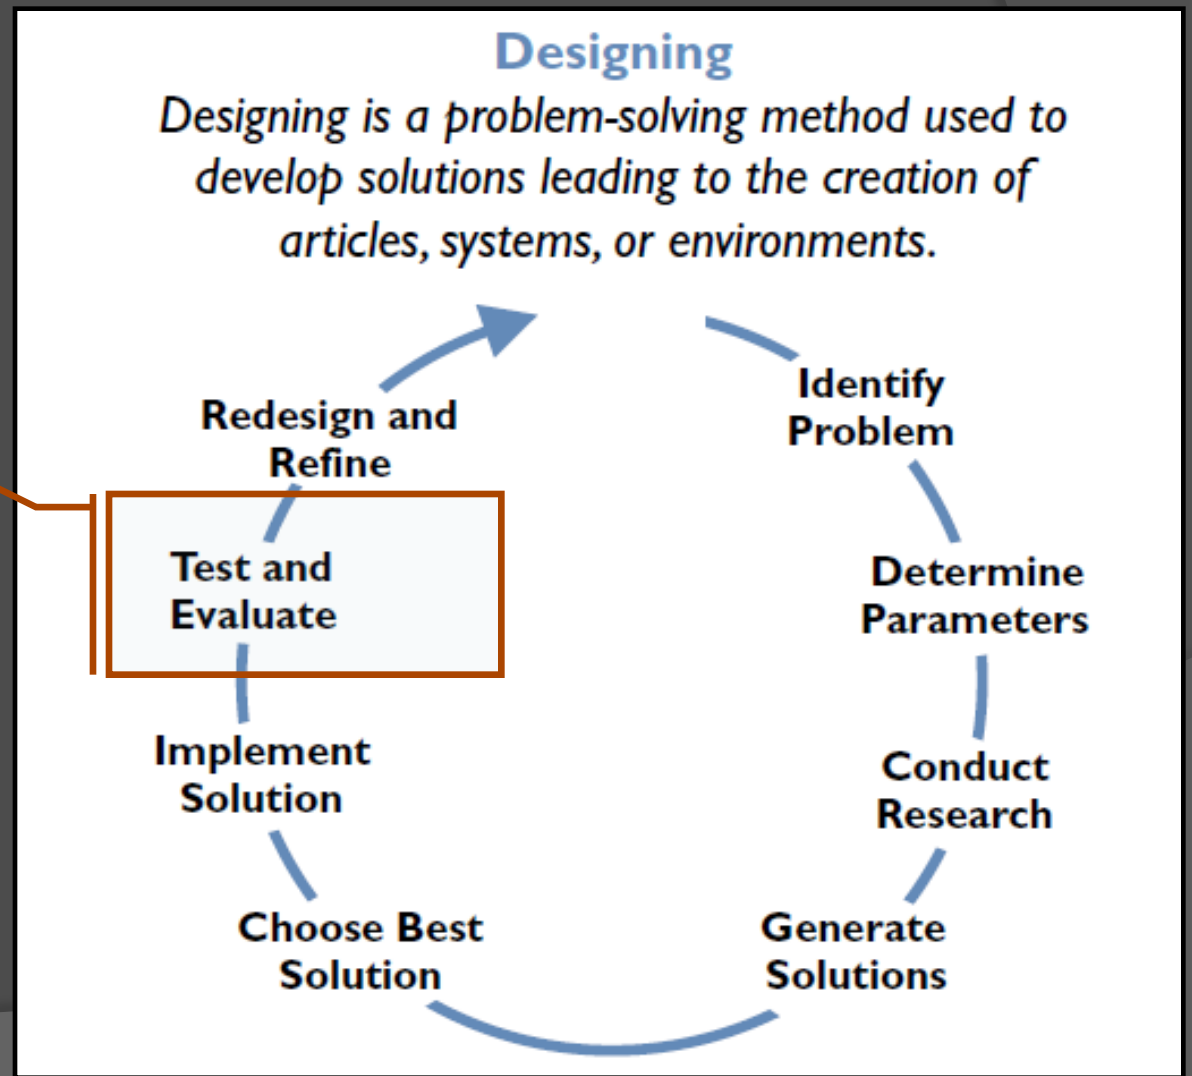 Designing
Designing is a problem-solving method used to
develop solutions leading to the creation of
articles, systems, or environments.
Identify
Problem
Determine
Parameters
Conduct
Research
Generate
Solutions
Choose Best
Solution
Implement
Solution
Test and
Evaluate
Redesign and
Refine